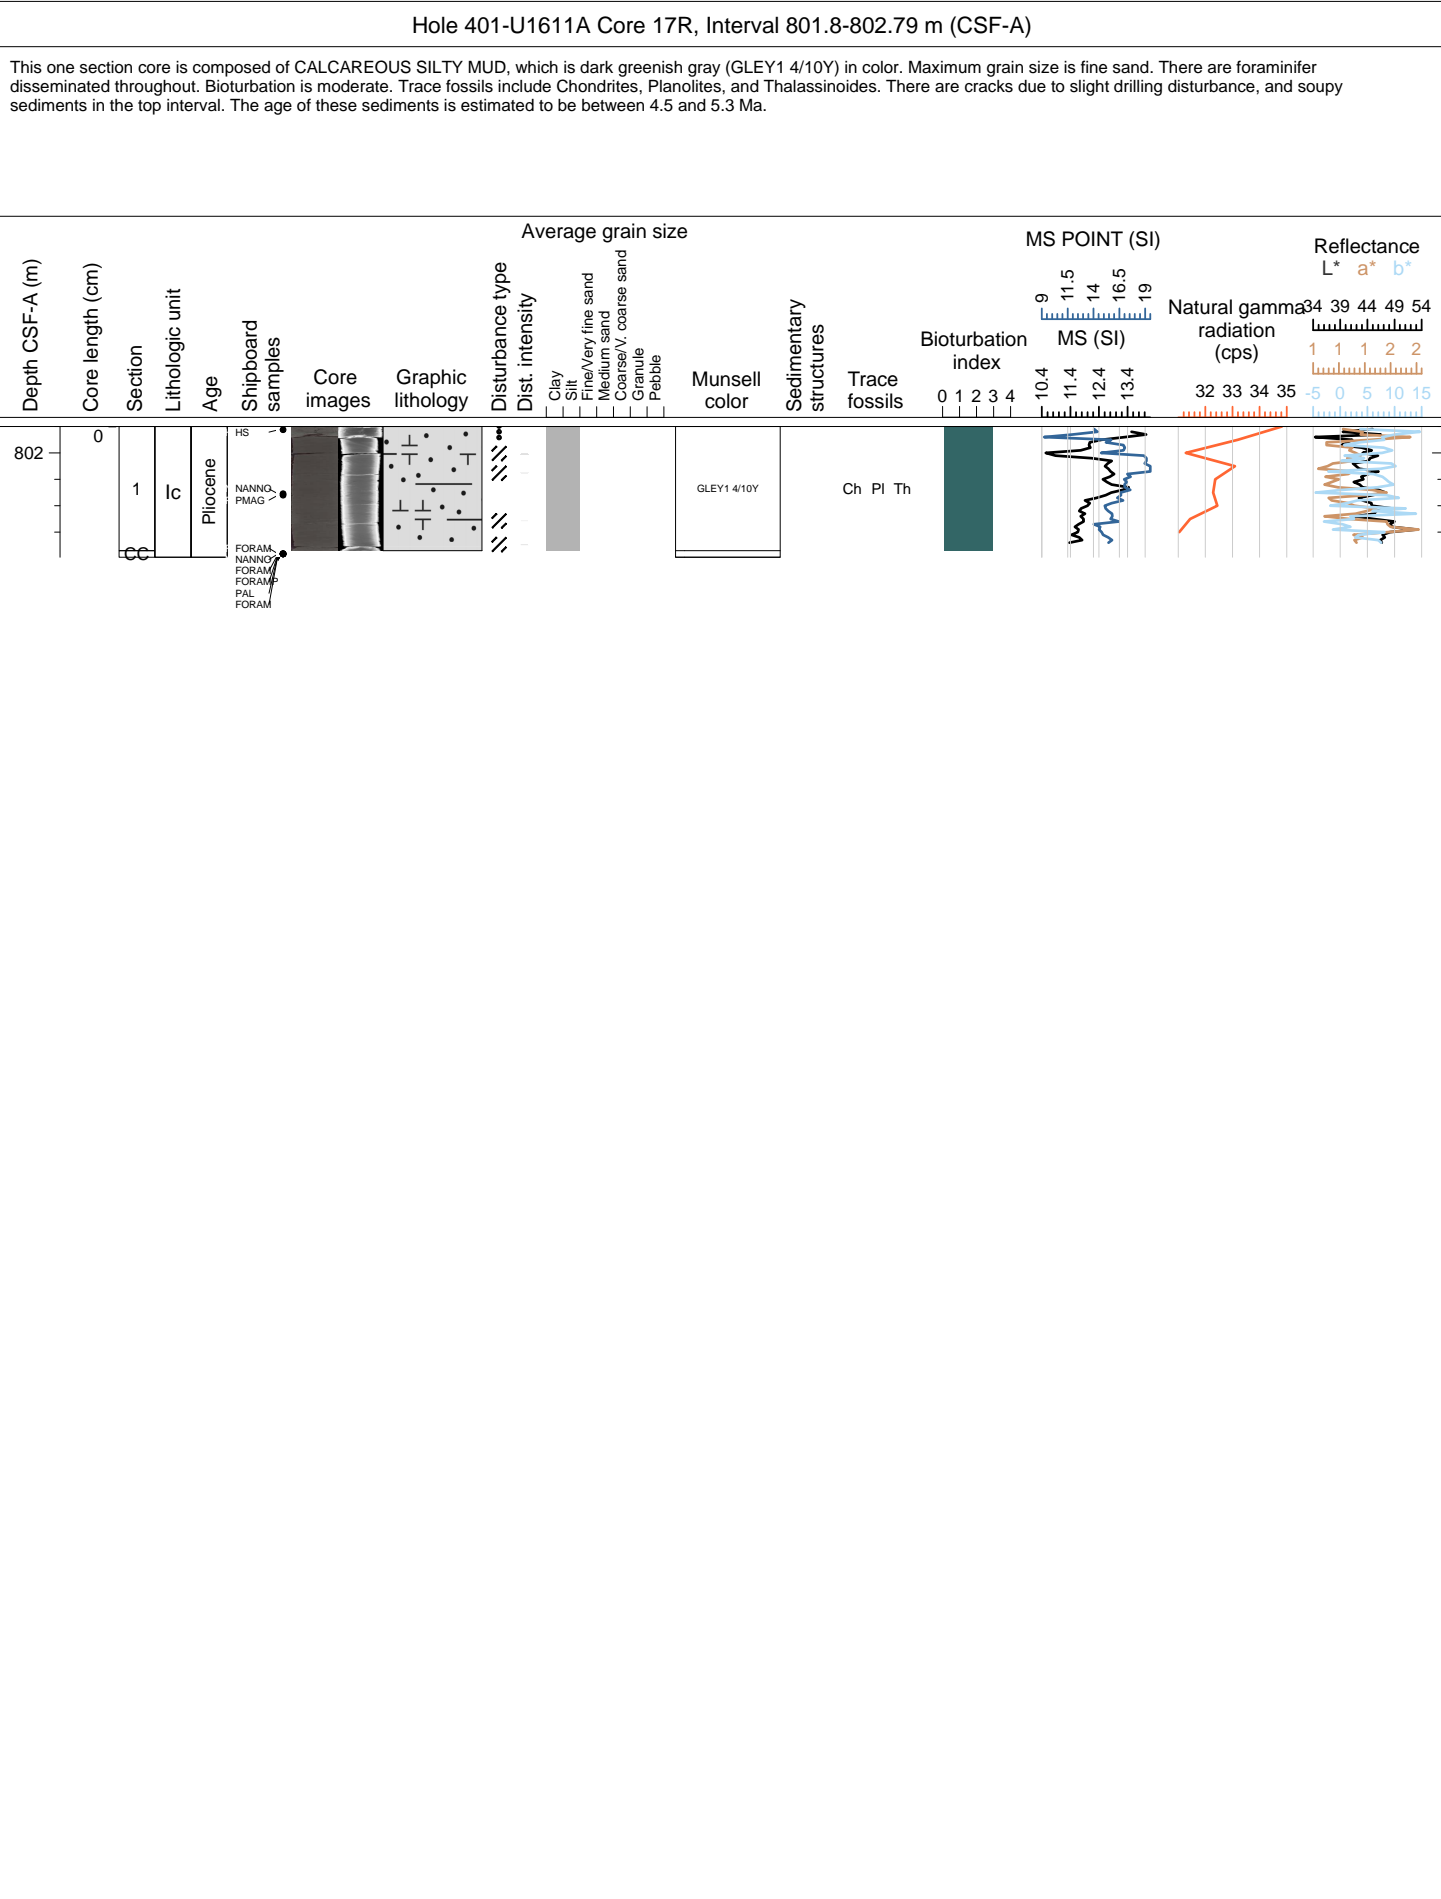 Hole 401-U1611A Core 17R, Interval 801.8-802.79 m (CSF-A)
This one section core is composed of CALCAREOUS SILTY MUD, which is dark greenish gray (GLEY1 4/10Y) in color. Maximum grain size is fine sand. There are foraminifer
disseminated throughout. Bioturbation is moderate. Trace fossils include Chondrites, Planolites, and Thalassinoides. There are cracks due to slight drilling disturbance, and soupy
sediments in the top interval. The age of these sediments is estimated to be between 4.5 and 5.3 Ma.
Depth CSF-A (m)
Core length (cm)
Section
Lithologic unit
Age
Shipboard
samples
Core
images
Graphic
lithology
Disturbance type
Dist. intensity
Average grain size
Clay
Silt
Fine/Very fine sand
Medium sand
Coarse/V. coarse sand
Granule
Pebble
Munsell
color
Sedimentary
structures
Trace
fossils
Bioturbation
index
0 1 2 3 4
MS POINT (SI)
9 11.5 14 16.5 19
MS (SI)
10.4 11.4 12.4 13.4
Natural gamma
radiation
(cps)
32 33 34 35
Reflectance
L* a* b*
34 39 44 49 54
1 1 1 2 2
-5 0 5 10 15
802
0
1
CC
Ic
Pliocene
HS
NANNO
PMAG
FORAM
NANNO
FORAM
FORAMP
PAL
FORAM
GLEY1 4/10Y
Ch Pl Th